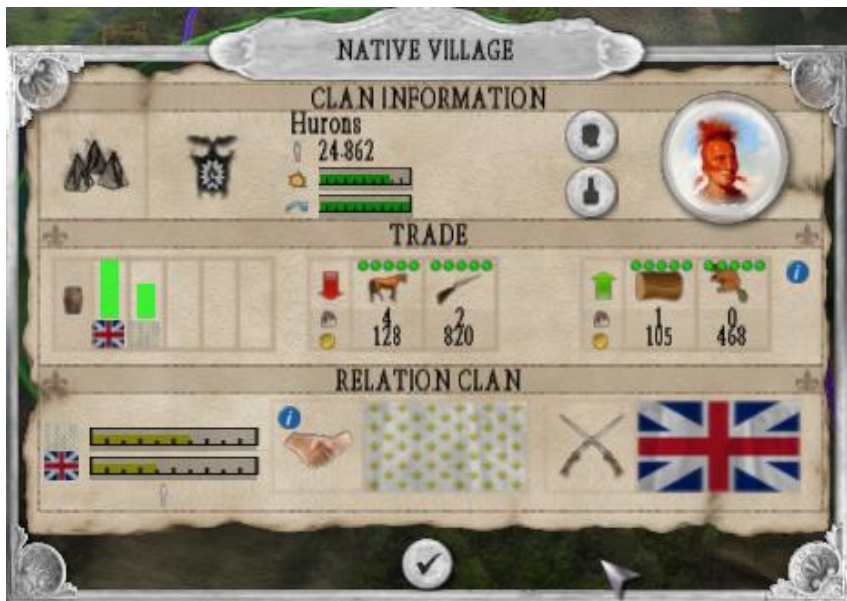 NATIVE VILLAGE
CLAN INFORMATION
Hurons
24.862
TRADE
4 2 1 0
128 820 105 468
RELATION CLAN